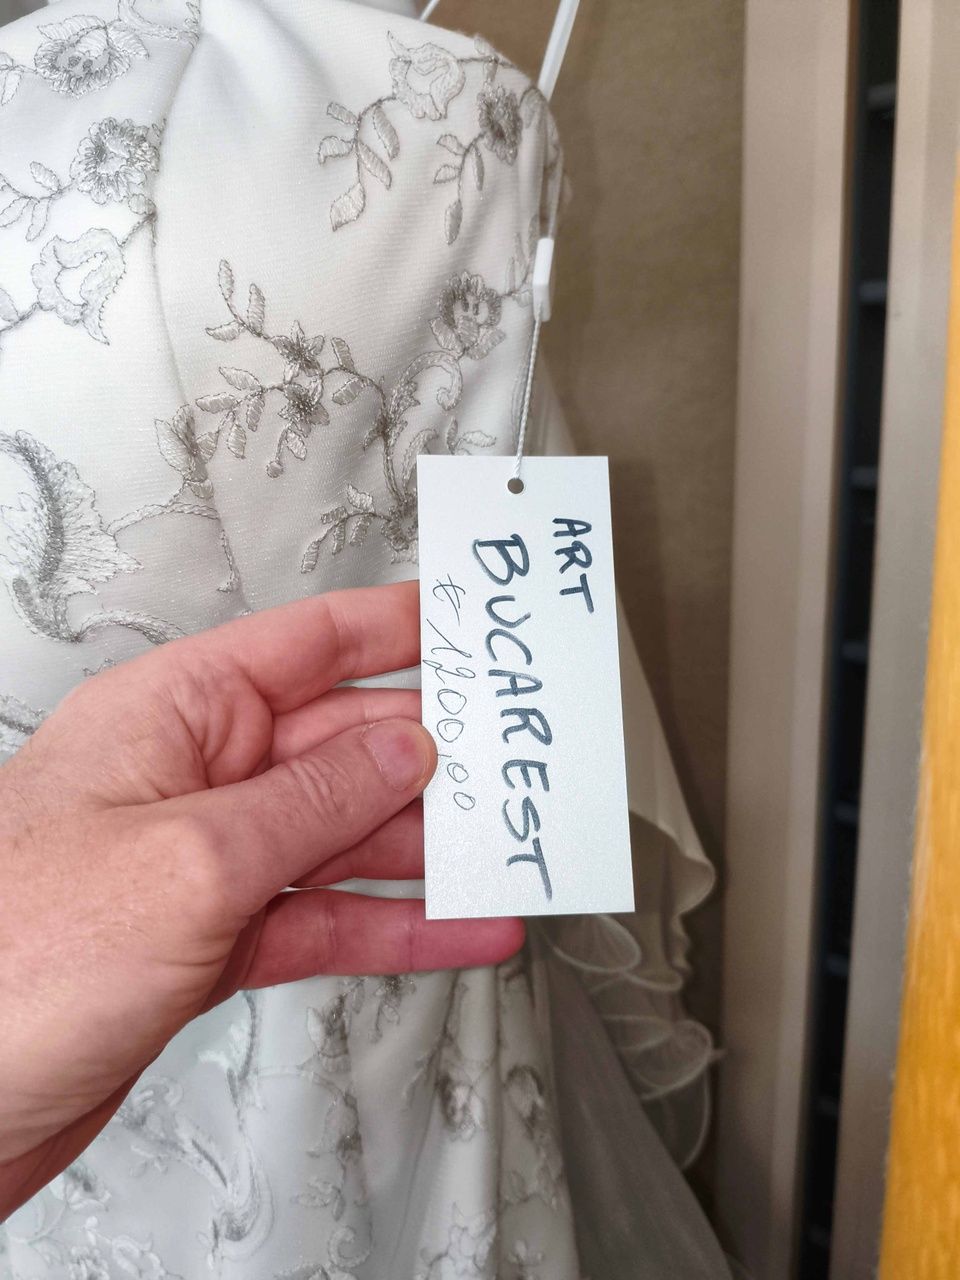 ART
BUCAREST
€ 1200,00